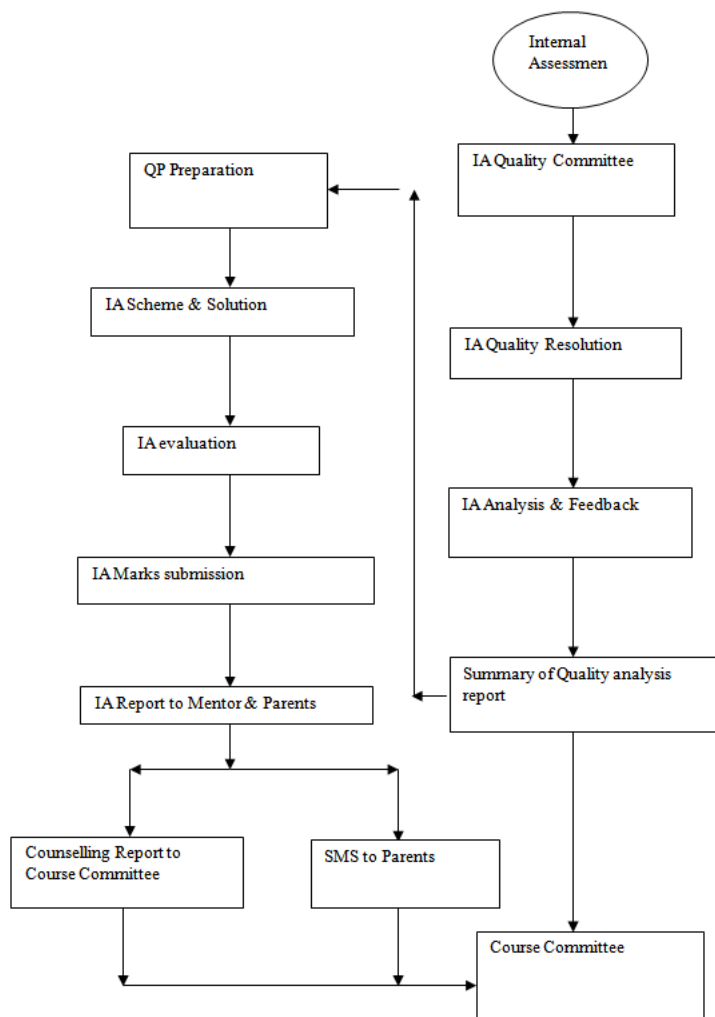 Internal
Assessmen
IA Quality Committee
QP Preparation
IA Scheme & Solution
IA Quality Resolution
IA evaluation
IA Analysis & Feedback
IA Marks submission
Summary of Quality analysis
report
IA Report to Mentor & Parents
Counselling Report to
Course Committee
SMS to Parents
Course Committee